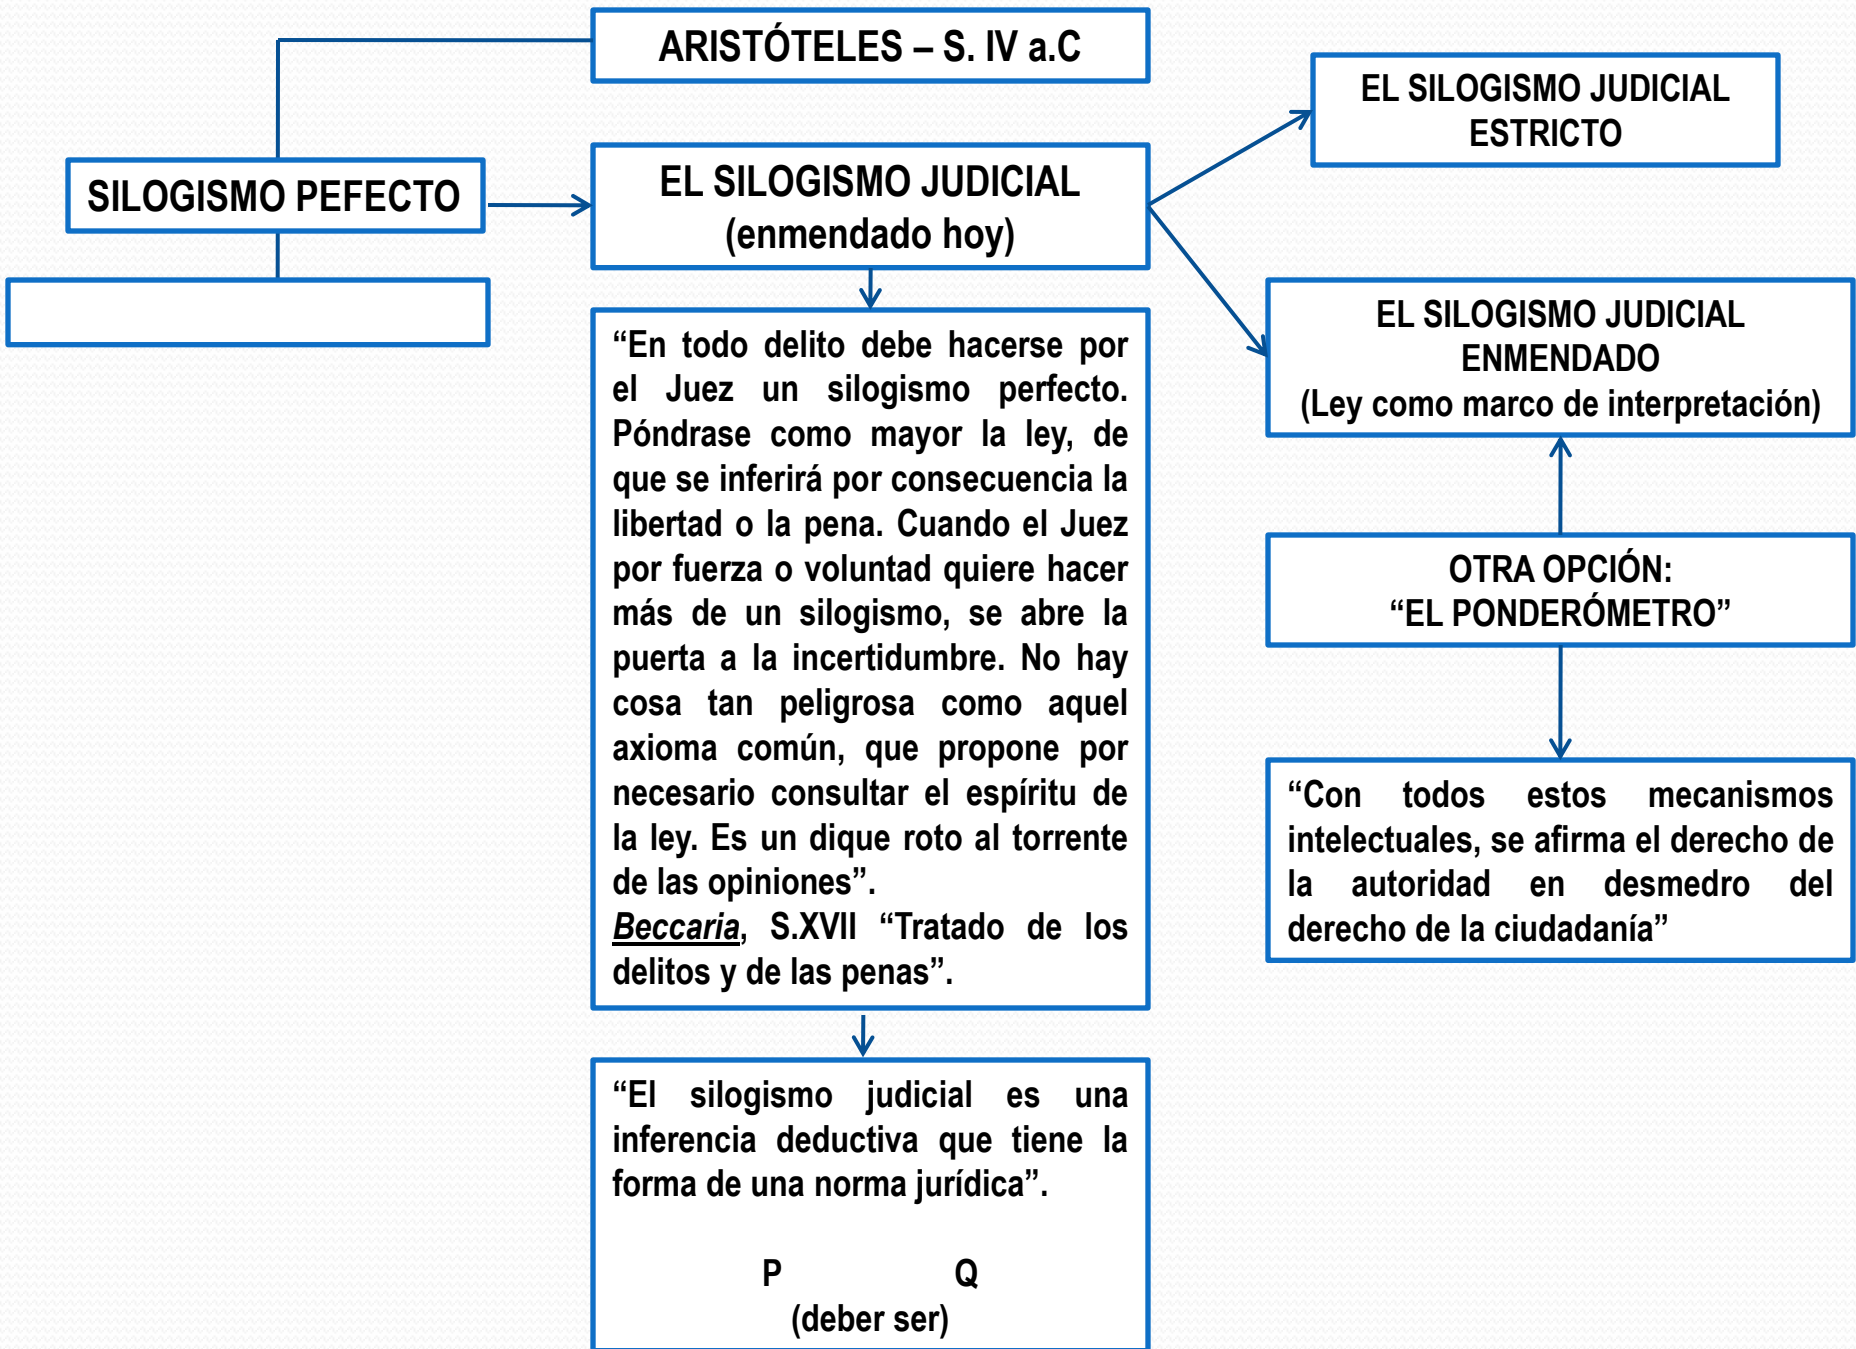 ARISTÓTELES – S. IV a.C
SILOGISMO PEFECTO
EL SILOGISMO JUDICIAL
(enmendado hoy)
EL SILOGISMO JUDICIAL
ESTRICTO
EL SILOGISMO JUDICIAL
ENMENDADO
(Ley como marco de interpretación)
OTRA OPCIÓN:
“EL PONDERÓMETRO”
“Con todos estos mecanismos
intelectuales, se afirma el derecho de
la autoridad en desmedro del
derecho de la ciudadanía”
“En todo delito debe hacerse por
el Juez un silogismo perfecto.
Póndrase como mayor la ley, de
que se inferirá por consecuencia la
libertad o la pena. Cuando el Juez
por fuerza o voluntad quiere hacer
más de un silogismo, se abre la
puerta a la incertidumbre. No hay
cosa tan peligrosa como aquel
axioma común, que propone por
necesario consultar el espíritu de
la ley. Es un dique roto al torrente
de las opiniones”.
Beccaria, S.XVII “Tratado de los
delitos y de las penas”.
“El silogismo judicial es una
inferencia deductiva que tiene la
forma de una norma jurídica”.
P Q
(deber ser)